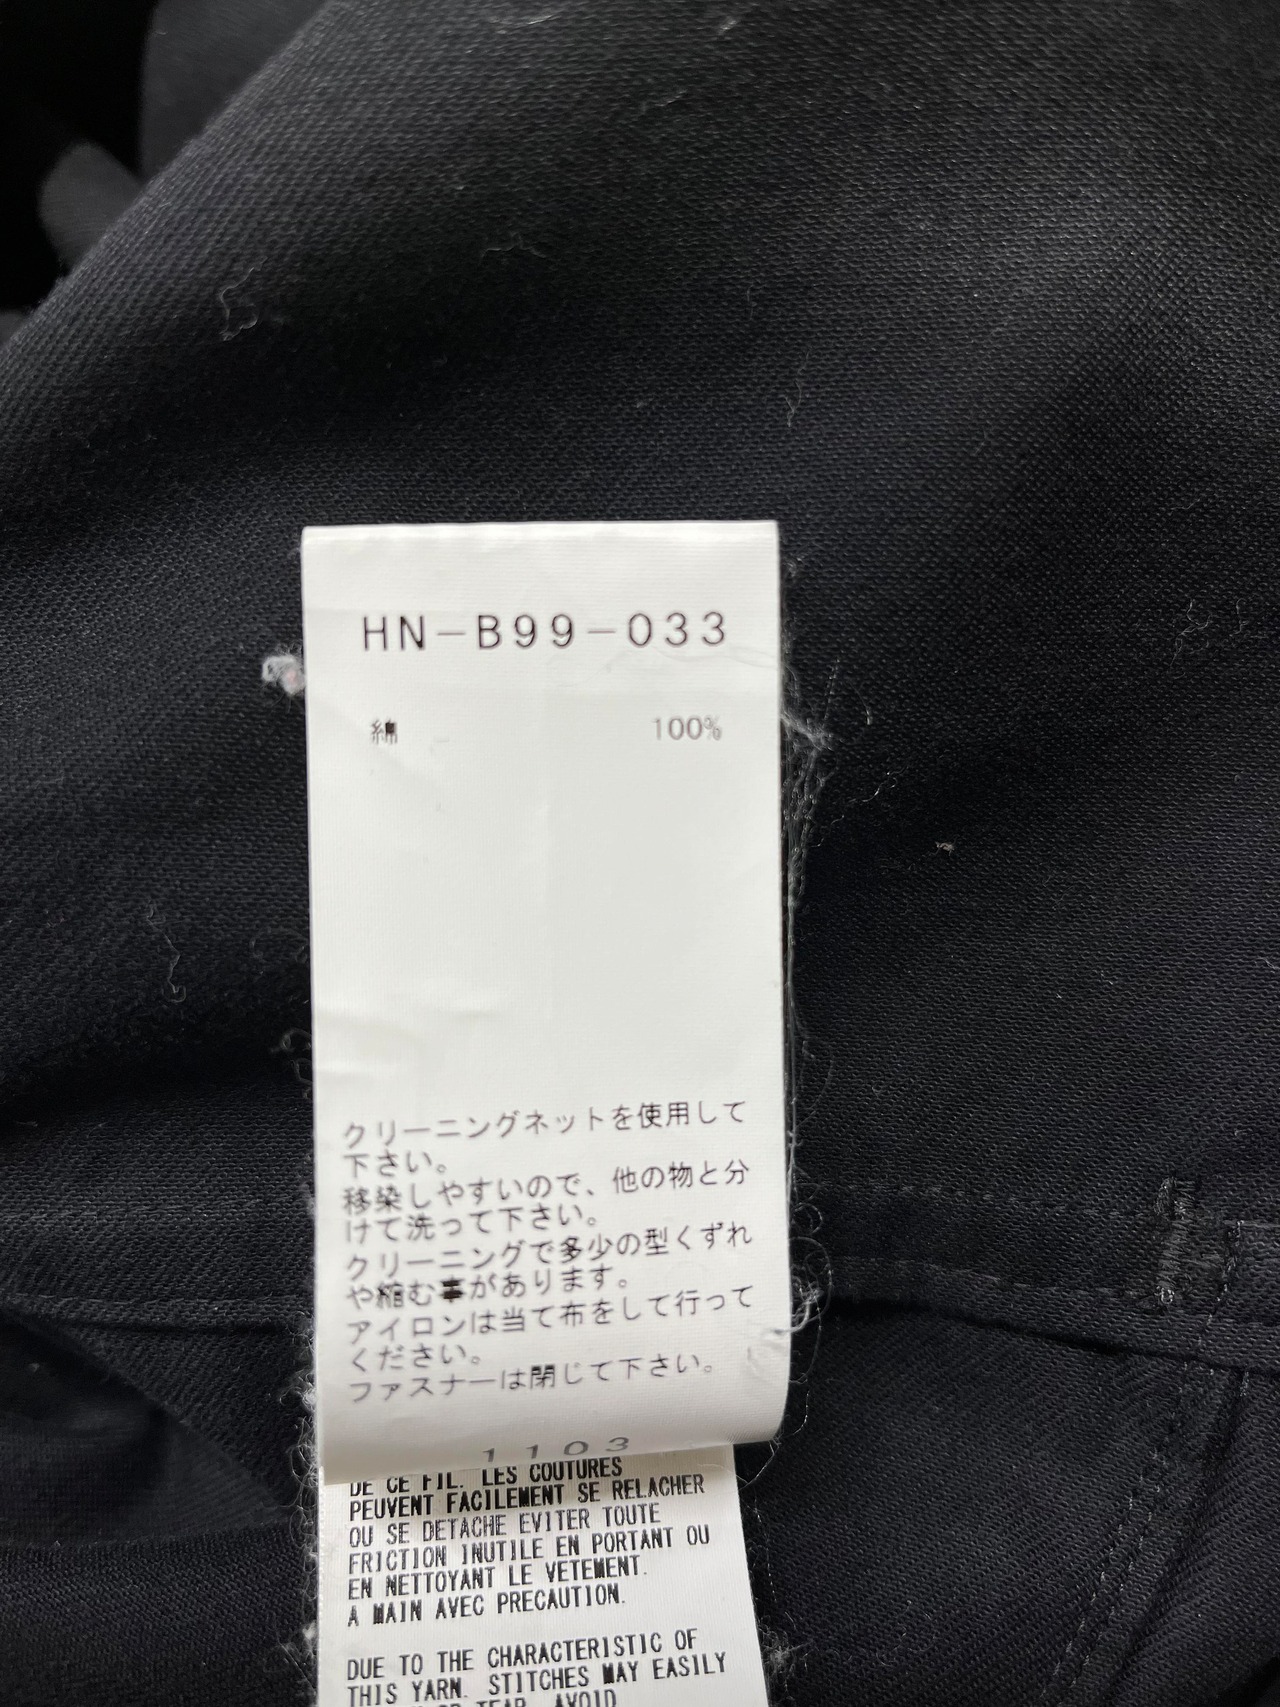 HN-B99-033
綿 100%
クリーニングネットを使用して
下さい。
移染しやすいので、他の物と分
けて洗って下さい。
クリーニングで多少の型くずれ
や縮む事があります。
アイロンは当て布をして行って
ください。
ファスナーは閉じて下さい。
1103
DE CE FIL. LES COUTURES
PEUVENT FACILEMENT SE RELACHER
OU SE DETACHE EVITER TOUTE
FRICTION INUTILE EN PORTANT OU
EN NETTOYANT LE VETEMENT.
A MAIN AVEC PRECAUTION.
DUE TO THE CHARACTERISTIC OF
THIS YARN. STITCHES MAY EASILY
OR TEAR. AVOID